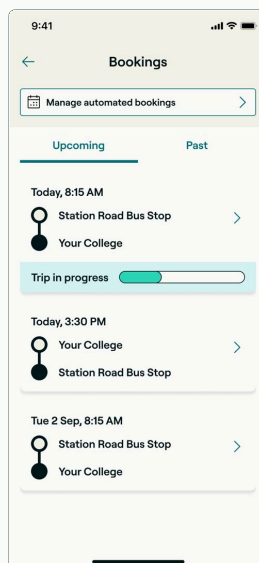 9:41
Bookings
Manage automated bookings
Upcoming Past
Today, 8:15 AM
Station Road Bus Stop
Your College
Trip in progress
Today, 3:30 PM
Your College
Station Road Bus Stop
Tue 2 Sep, 8:15 AM
Station Road Bus Stop
Your College